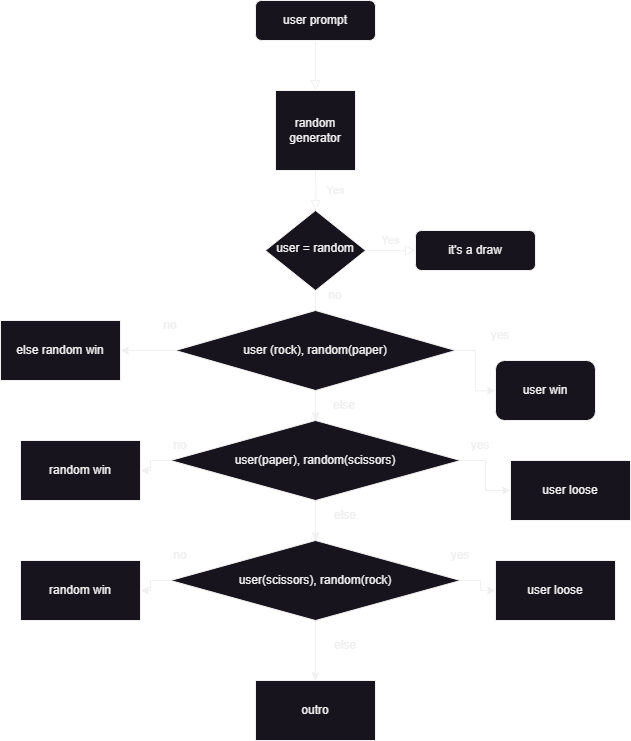 user prompt
random
generator
Yes
user = random
Yes
it's a draw
no
no
yes
else random win
user (rock), random(paper)
user win
else
no
yes
random win
user(paper), random(scissors)
user loose
else
no
yes
random win
user(scissors), random(rock)
user loose
else
outro